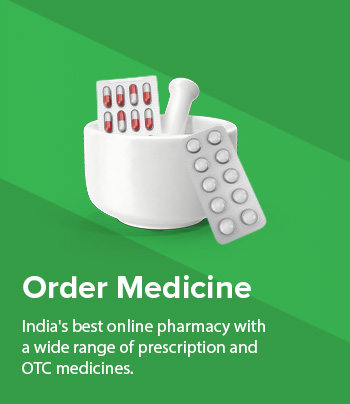 Order Medicine
India's best online pharmacy with
a wide range of prescription and
OTC medicines.